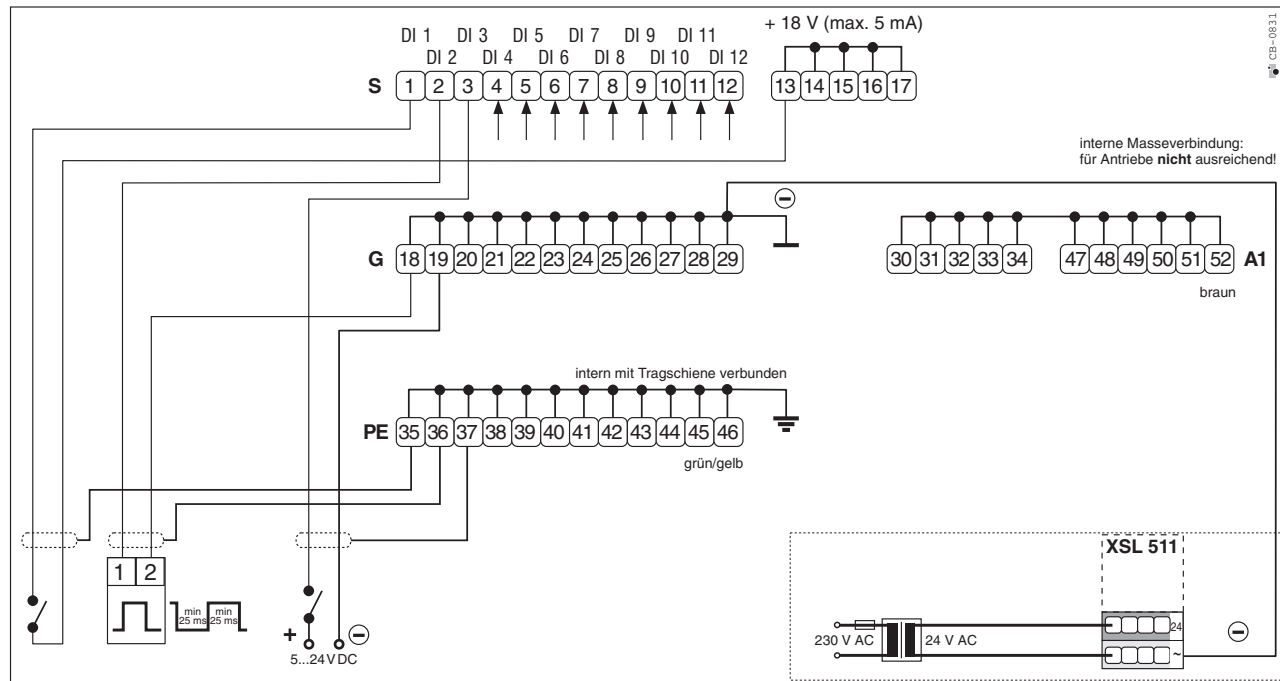 + 18 V (max. 5 mA)
CB-0831
DI 1 DI 3 DI 5 DI 7 DI 9 DI 11
DI 2 DI 4 DI 6 DI 8 DI 10 DI 12
S 1 2 3 4 5 6 7 8 9 10 11 12 13 14 15 16 17
interne Masseverbindung:
für Antriebe nicht ausreichend!
G 18 19 20 21 22 23 24 25 26 27 28 29 30 31 32 33 34 47 48 49 50 51 52 A1
braun
intern mit Tragschiene verbunden
PE 35 36 37 38 39 40 41 42 43 44 45 46
grün/gelb
XSL 511
1 2
min
25 ms
min
25 ms
+
5...24 V DC
230 V AC
24 V AC
24
~